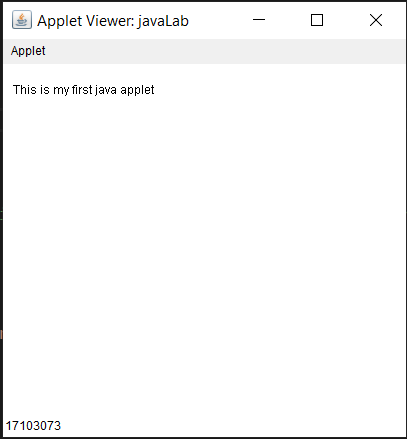 Applet Viewer: javaLab
Applet
This is my first java applet
17103073